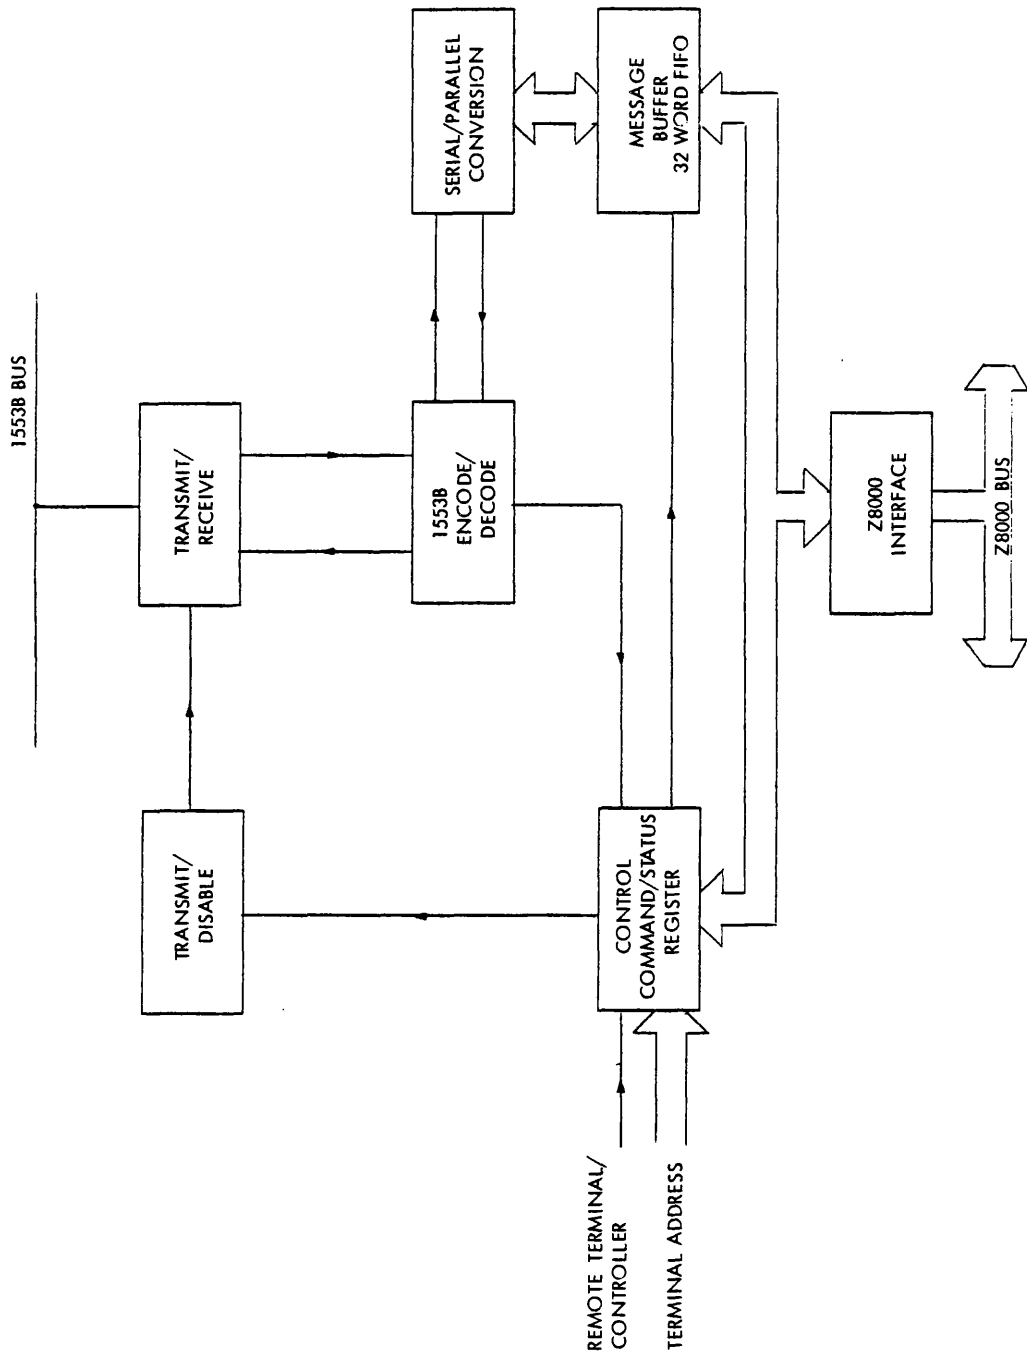 1553B BUS
TRANSMIT/
DISABLE
TRANSMIT/
RECEIVE
1553B
ENCODE/
DECODE
SERIAL/PARALLEL
CONVERSION
REMOTE TERMINAL/
CONTROLLER
TERMINAL ADDRESS
CONTROL
COMMAND/STATUS
REGISTER
MESSAGE
BUFFER
32 WORD FIFO
Z8000
INTERFACE
Z8000 BUS